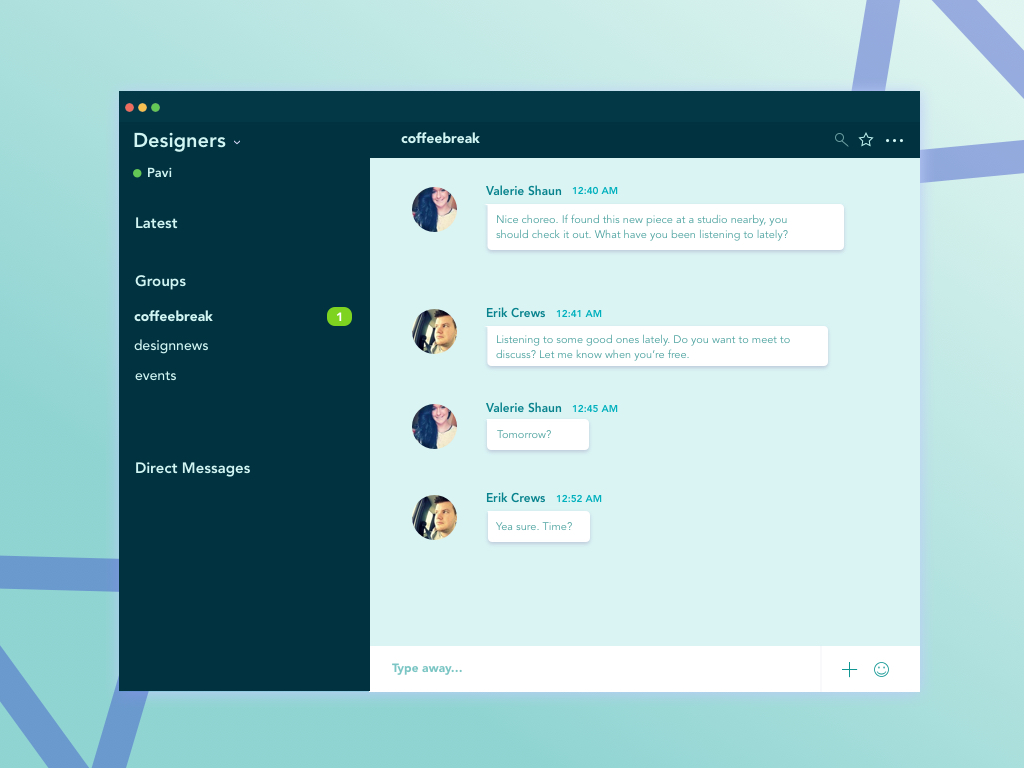 Designers
Pavi
Latest
Groups
coffeebreak
1
designnews
events
Direct Messages
coffeebreak
Valerie Shaun 12:40 AM
Nice choreo. If found this new piece at a studio nearby, you
should check it out. What have you been listening to lately?
Erik Crews 12:41 AM
Listening to some good ones lately. Do you want to meet to
discuss? Let me know when you're free.
Valerie Shaun 12:45 AM
Tomorrow?
Erik Crews 12:52 AM
Yea sure. Time?
Type away...